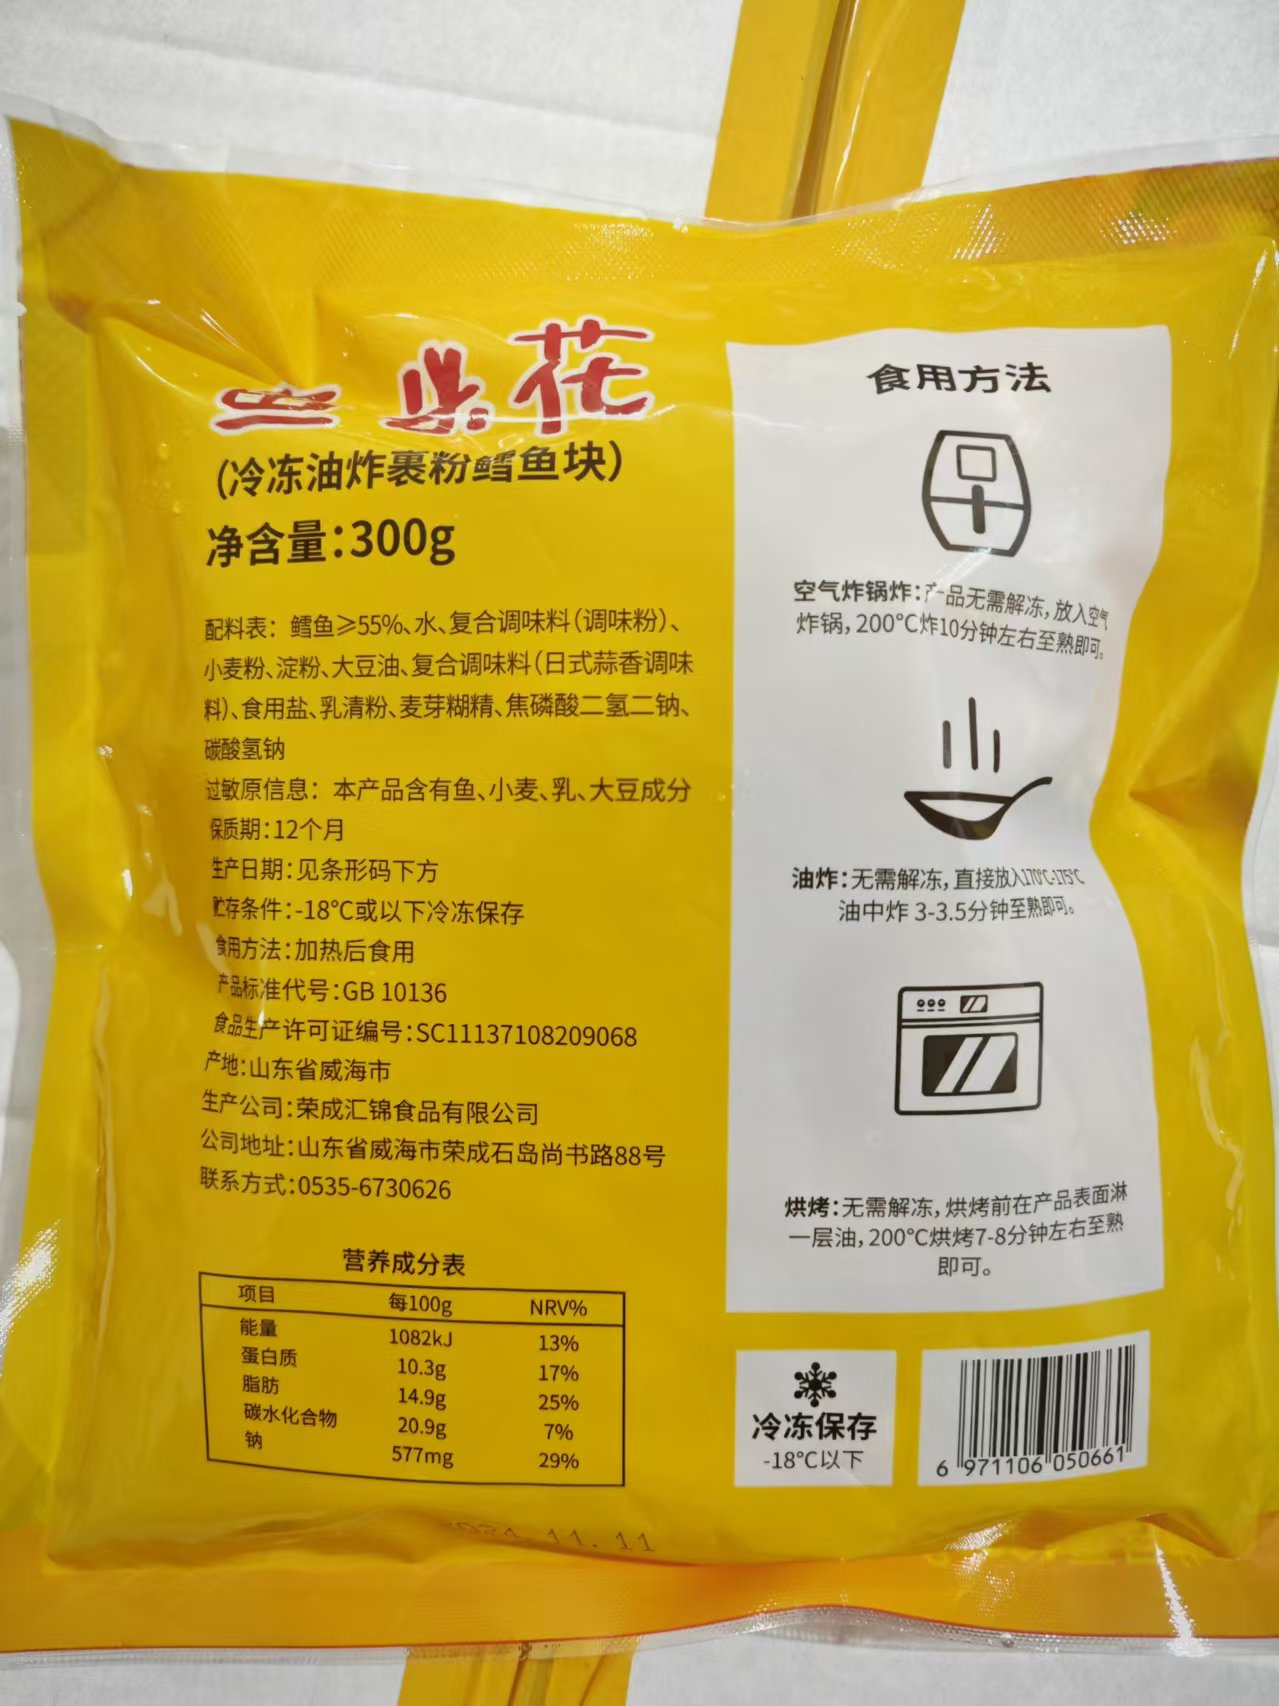 花
(冷冻油炸裹粉鳕鱼块)
净含量:300g
配料表：鳕鱼≥55%、水、复合调味料(调味粉)、
小麦粉、淀粉、大豆油、复合调味料(日式蒜香调味
料)、食用盐、乳清粉、麦芽糊精、焦磷酸二氢二钠、
碳酸氢钠
过敏原信息：本产品含有鱼、小麦、乳、大豆成分
保质期:12个月
生产日期:见条形码下方
贮存条件:-18℃或以下冷冻保存
食用方法:加热后食用
产品标准代号:GB 10136
食品生产许可证编号:SC11137108209068
产地:山东省威海市
生产公司:荣成汇锦食品有限公司
公司地址:山东省威海市荣成石岛尚书路88号
联系方式:0535-6730626
营养成分表
项目 每100g NRV%
能量 1082kJ 13%
蛋白质 10.3g 17%
脂肪 14.9g 25%
碳水化合物 20.9g 7%
钠 577mg 29%
食用方法
空气炸锅炸:产品无需解冻,放入空气
炸锅,200℃炸10分钟左右至熟即可。
油炸:无需解冻,直接放入170℃-175℃
油中炸 3-3.5分钟至熟即可。
烘烤:无需解冻,烘烤前在产品表面淋
一层油,200℃烘烤7-8分钟左右至熟
即可。
冷冻保存
-18℃以下
6 971106 050661
2024.11.11